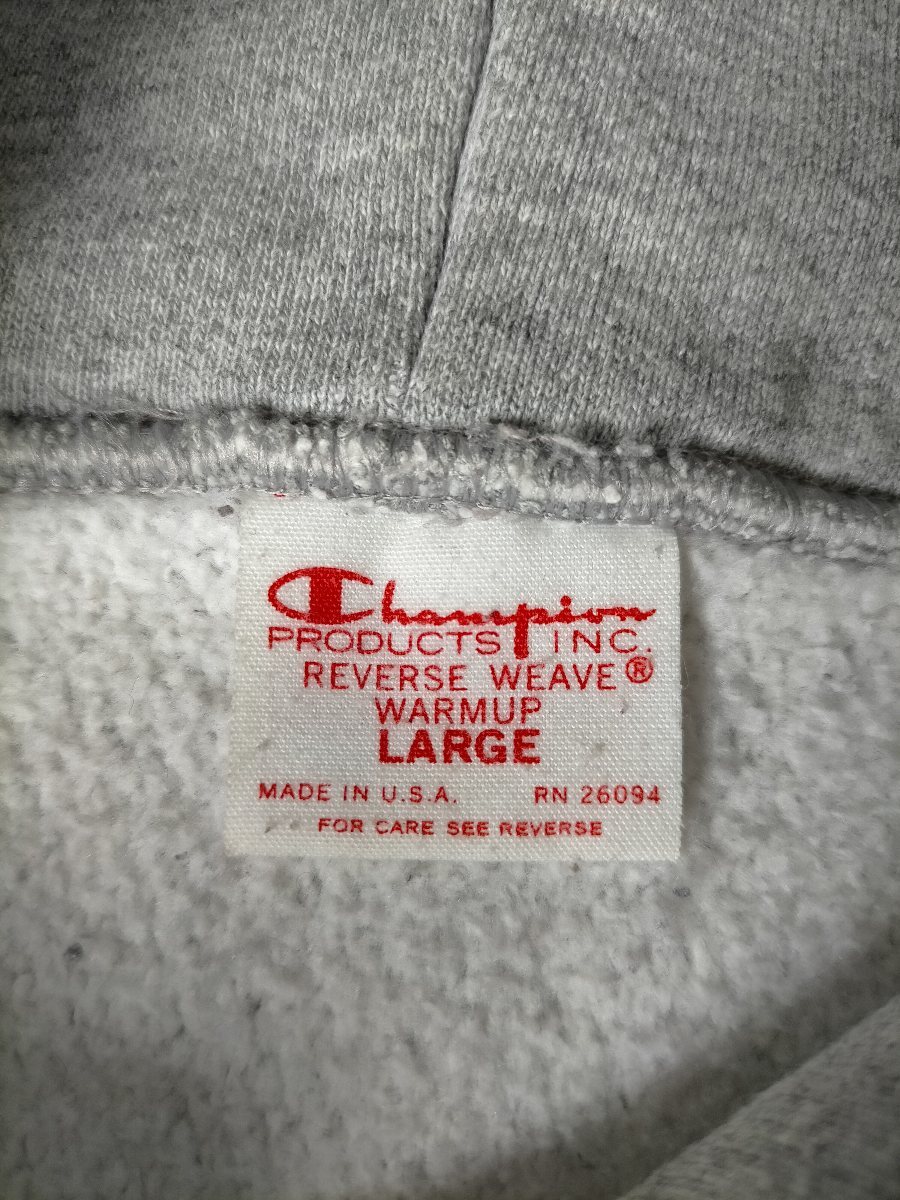 Champion
PRODUCTS INC.
REVERSE WEAVE®
WARMUP
LARGE
MADE IN U.S.A. RN 26094
FOR CARE SEE REVERSE